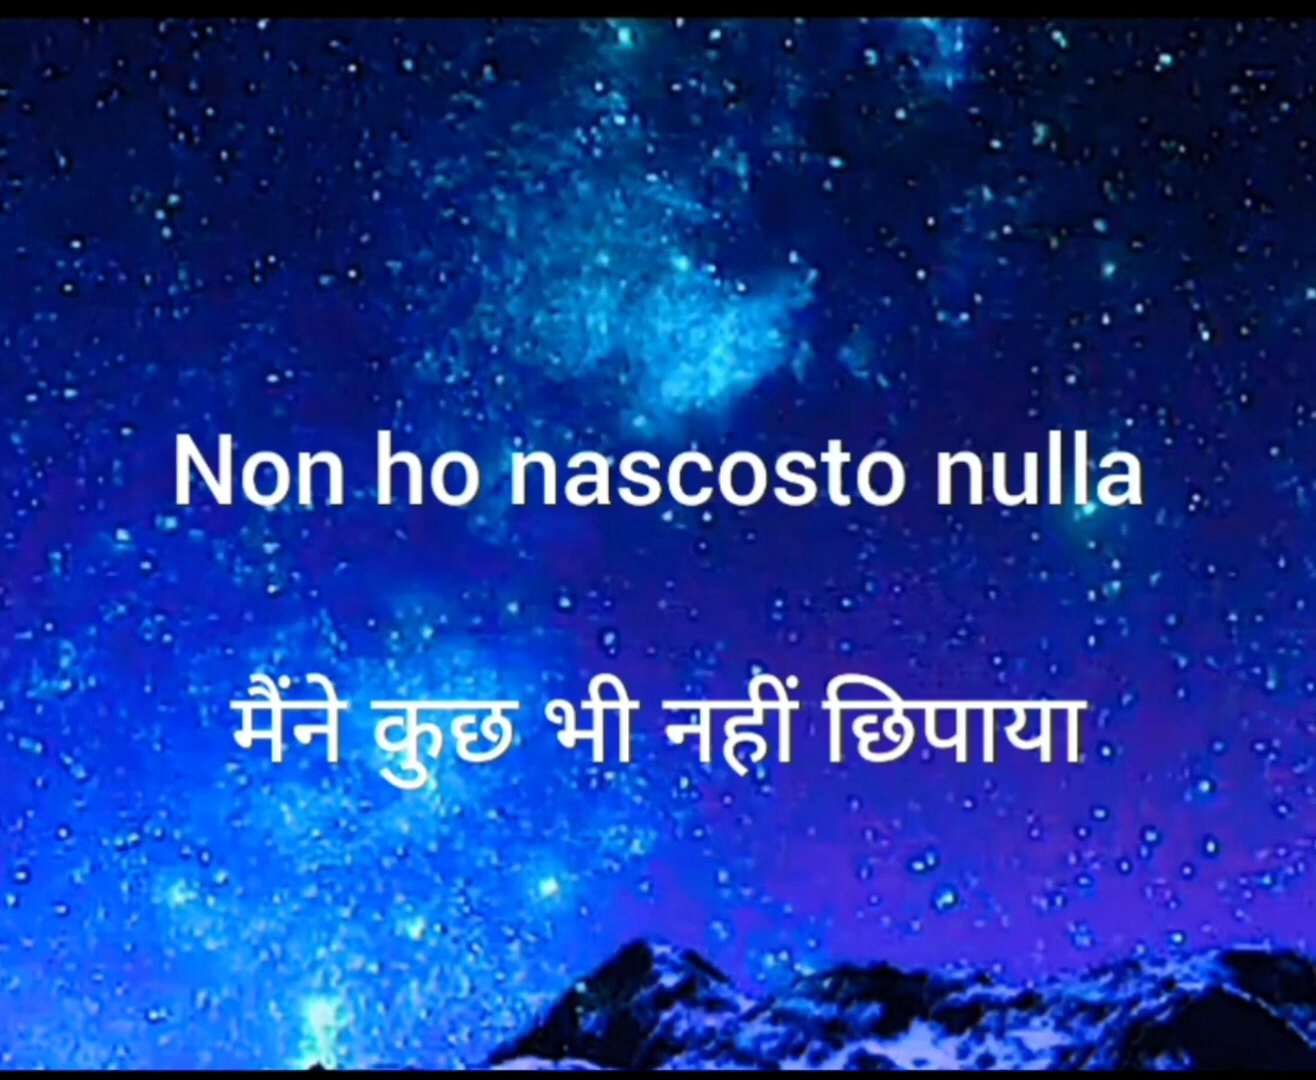 Non ho nascosto nulla
मैंने कुछ भी नहीं छिपाया